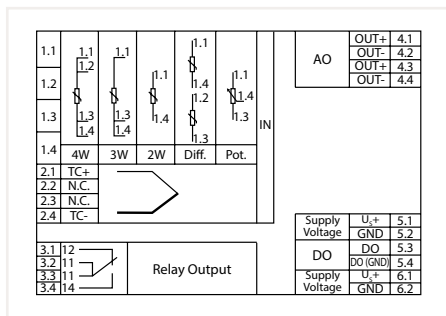 1.1
1.2
1.3
1.4
1.1
1.2
1.3
1.4
4W
1.1
1.3
1.4
3W
1.1
1.4
2W
1.1
1.4
1.2
1.3
Diff.
1.1
1.4
1.3
Pot.
IN
AO
OUT+ 4.1
OUT- 4.2
OUT+ 4.3
OUT- 4.4
2.1 TC+
2.2 N.C.
2.3 N.C.
2.4 TC-
3.1 12
3.2 11
3.3 11
3.4 14
Relay Output
Supply Voltage
Us+ 5.1
GND 5.2
DO
DO 5.3
DO (GND) 5.4
Supply Voltage
Us+ 6.1
GND 6.2